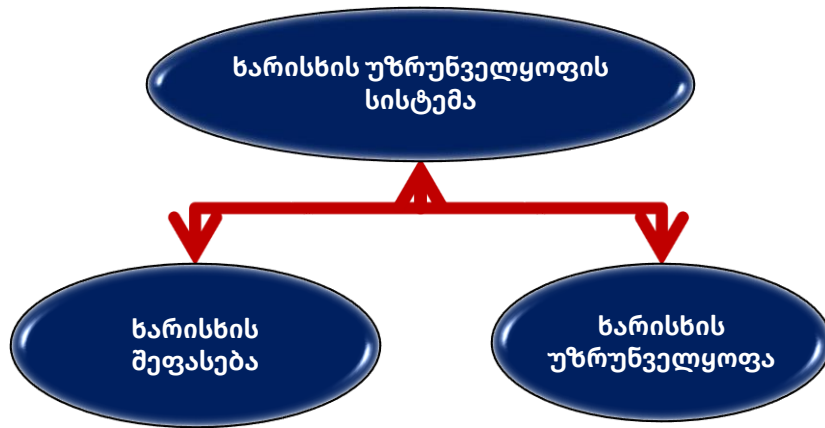 ხარისხის უზრუნველყოფის
სისტემა
ხარისხის
შეფასება
ხარისხის
უზრუნველყოფა